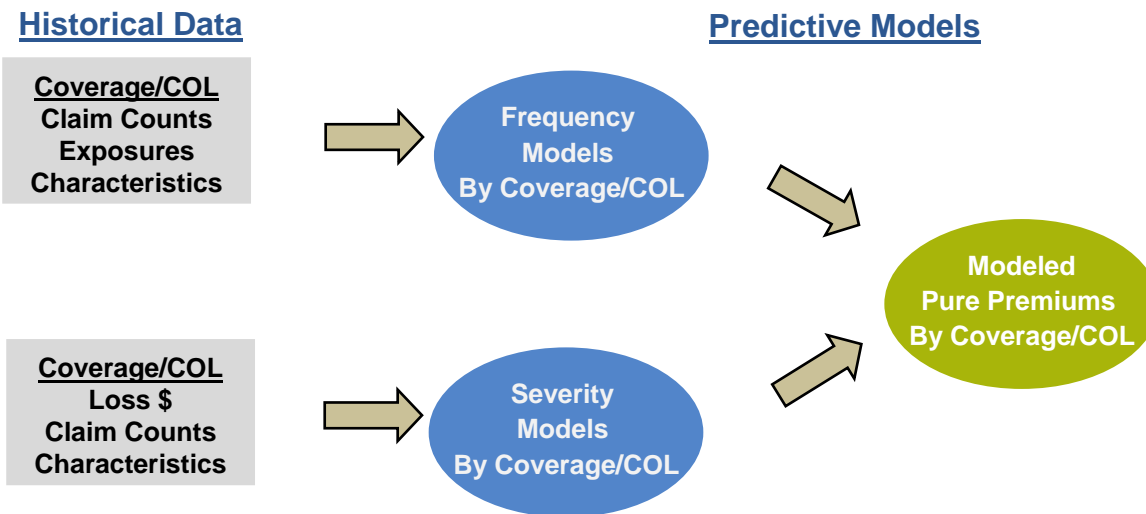 Historical Data
Predictive Models
Coverage/COL
Claim Counts
Exposures
Characteristics
Frequency
Models
By Coverage/COL
Modeled
Pure Premiums
By Coverage/COL
Coverage/COL
Loss $
Claim Counts
Characteristics
Severity
Models
By Coverage/COL